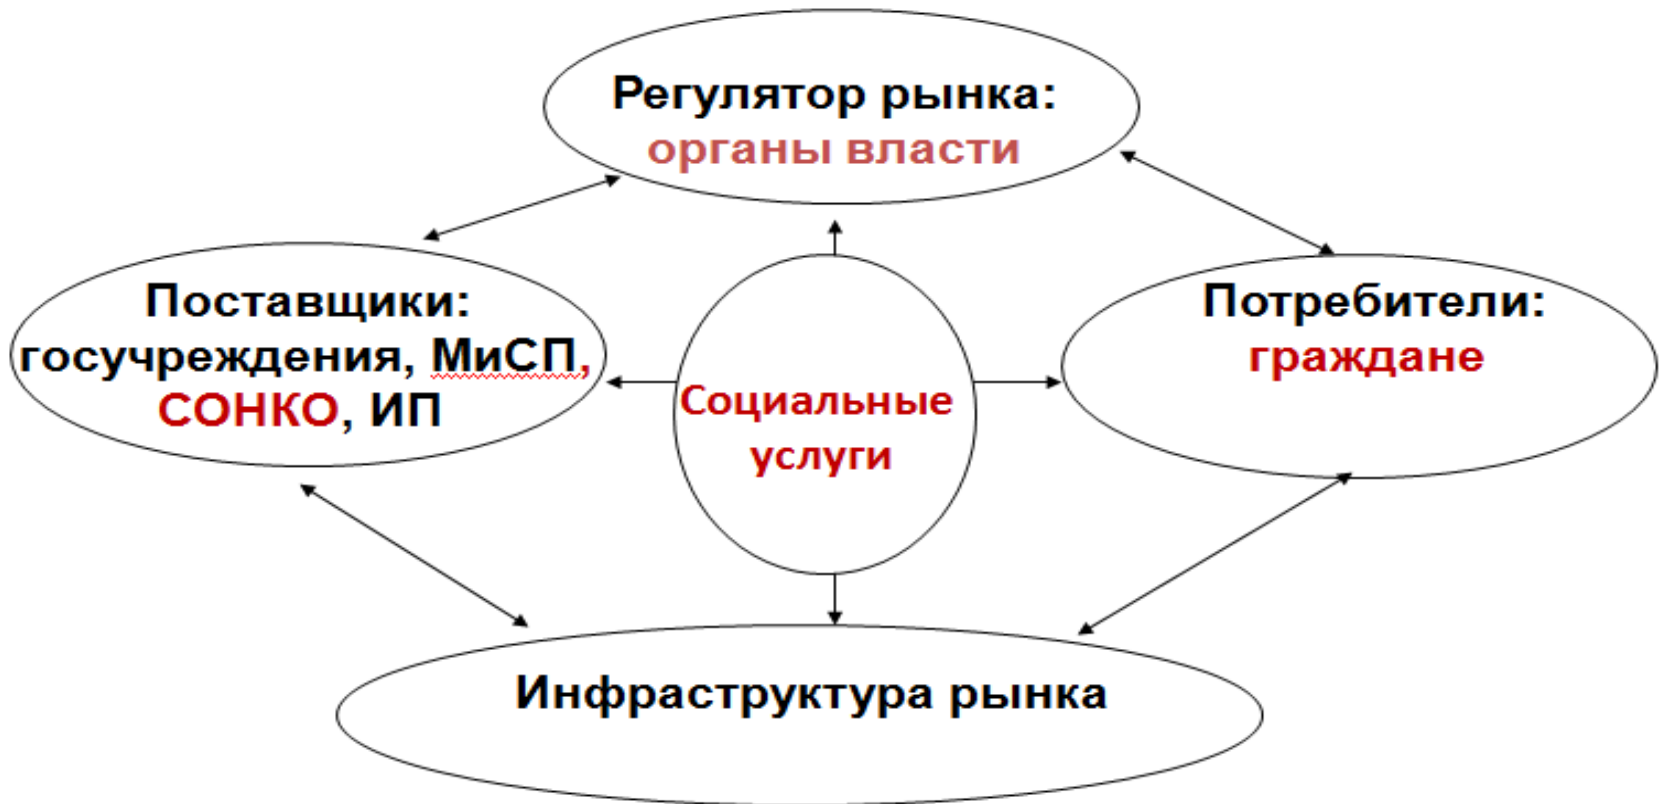 Регулятор рынка:
органы власти
Поставщики:
госучреждения, МиСП,
СОНКО, ИП
Социальные
услуги
Потребители:
граждане
Инфраструктура рынка